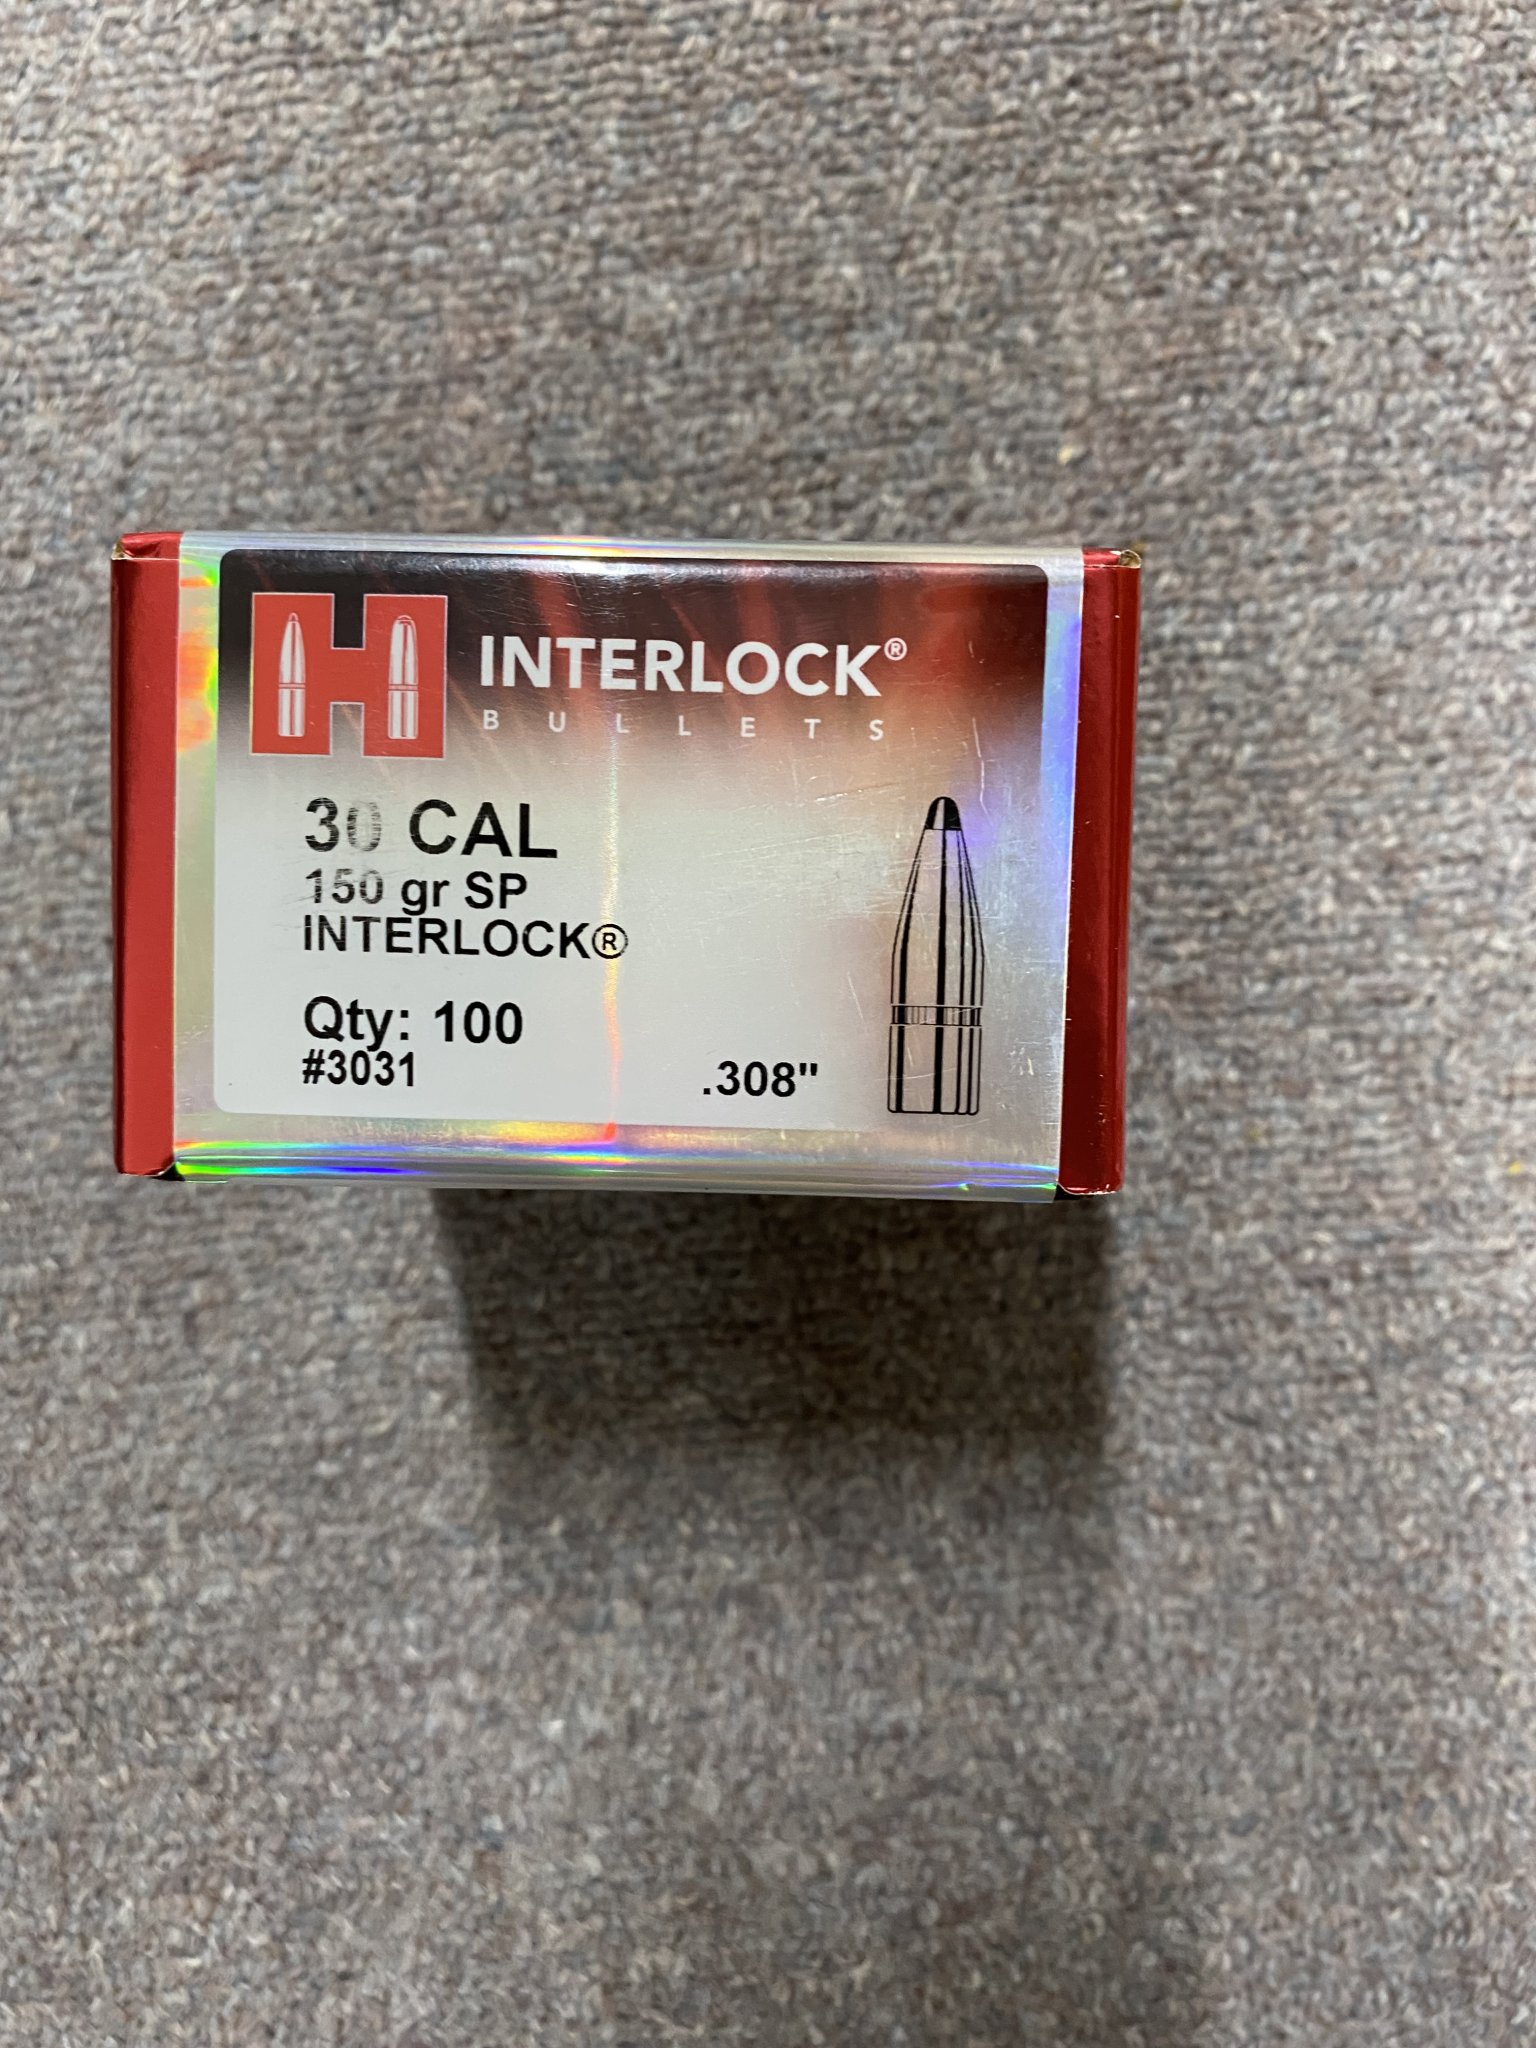 H
INTERLOCK®
BULLETS
30 CAL
150 gr SP
INTERLOCK®
Qty: 100
#3031
.308"